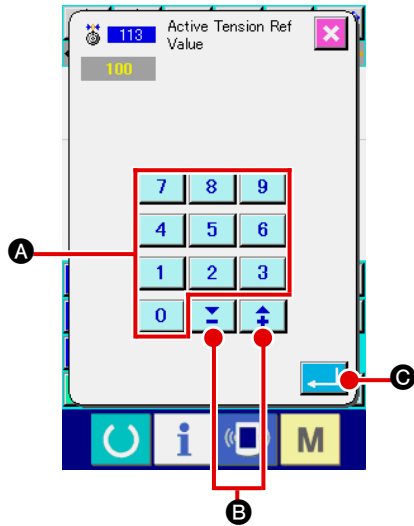 113 Active Tension Ref
Value
100
7 8 9
4 5 6
A
1 2 3
0 − +
C
i M
B